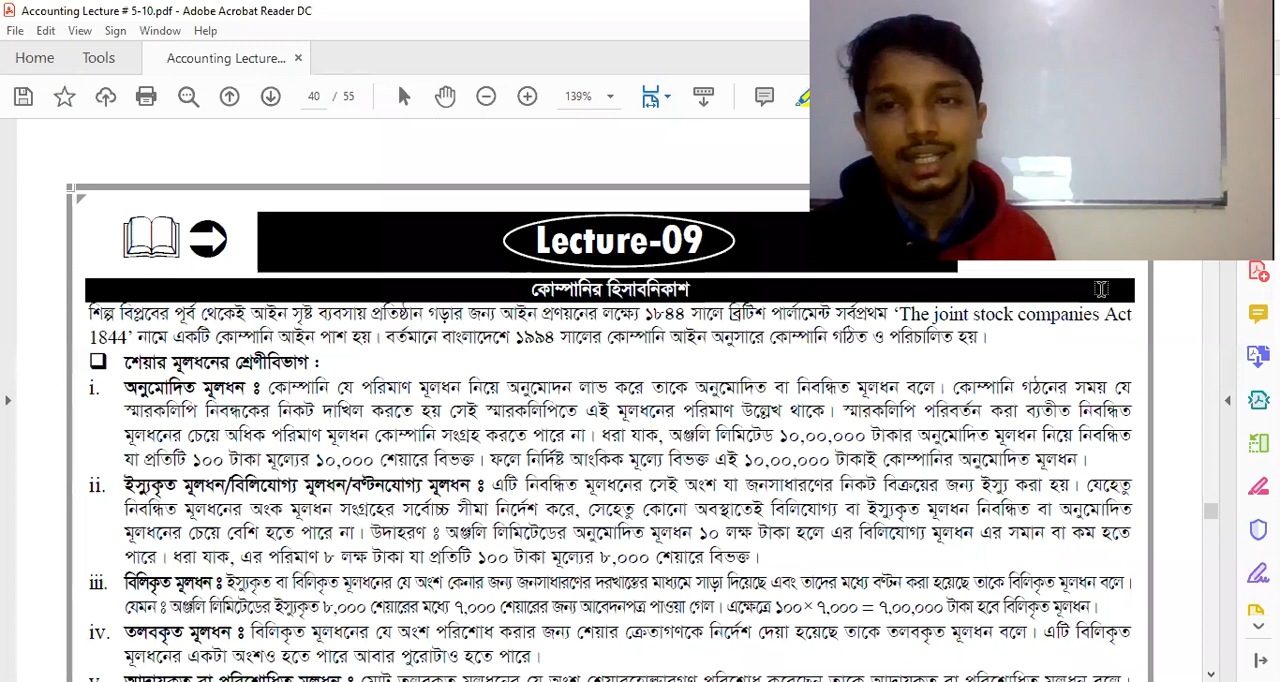 Accounting Lecture # 5-10.pdf - Adobe Acrobat Reader DC
File Edit View Sign Window Help
Home Tools Accounting Lecture... ×
40 / 55 139%
Lecture-09
কোম্পানির হিসাবনিকাশ
শিল্প বিপ্লবের পূর্ব থেকেই আইন সৃষ্ট ব্যবসায় প্রতিষ্ঠান গড়ার জন্য আইন প্রণয়নের লক্ষ্যে ১৮৪৪ সালে ব্রিটিশ পার্লামেন্ট সর্বপ্রথম ‘The joint stock companies Act
1844’ নামে একটি কোম্পানি আইন পাশ হয়। বর্তমানে বাংলাদেশে ১৯৯৪ সালের কোম্পানি আইন অনুসারে কোম্পানি গঠিত ও পরিচালিত হয়।
❑ শেয়ার মূলধনের শ্রেণীবিভাগ :
i. অনুমোদিত মূলধন ঃ কোম্পানি যে পরিমাণ মূলধন নিয়ে অনুমোদন লাভ করে তাকে অনুমোদিত বা নিবন্ধিত মূলধন বলে। কোম্পানি গঠনের সময় যে
স্মারকলিপি নিবন্ধকের নিকট দাখিল করতে হয় সেই স্মারকলিপিতে এই মূলধনের পরিমাণ উল্লেখ থাকে। স্মারকলিপি পরিবর্তন করা ব্যতীত নিবন্ধিত
মূলধনের চেয়ে অধিক পরিমাণ মূলধন কোম্পানি সংগ্রহ করতে পারে না। ধরা যাক, অঞ্জলি লিমিটেড ১০,০০,০০০ টাকার অনুমোদিত মূলধন নিয়ে নিবন্ধিত
যা প্রতিটি ১০০ টাকা মূল্যের ১০,০০০ শেয়ারে বিভক্ত। ফলে নির্দিষ্ট আংকিক মূল্যে বিভক্ত এই ১০,০০,০০০ টাকাই কোম্পানির অনুমোদিত মূলধন।
ii. ইস্যুকৃত মূলধন/বিলিযোগ্য মূলধন/বণ্টনযোগ্য মূলধন ঃ এটি নিবন্ধিত মূলধনের সেই অংশ যা জনসাধারণের নিকট বিক্রয়ের জন্য ইস্যু করা হয়। যেহেতু
নিবন্ধিত মূলধনের অংক মূলধন সংগ্রহের সর্বোচ্চ সীমা নির্দেশ করে, সেহেতু কোনো অবস্থাতেই বিলিযোগ্য বা ইস্যুকৃত মূলধন নিবন্ধিত বা অনুমোদিত
মূলধনের চেয়ে বেশি হতে পারে না। উদাহরণ ঃ অঞ্জলি লিমিটেডের অনুমোদিত মূলধন ১০ লক্ষ টাকা হলে এর বিলিযোগ্য মূলধন এর সমান বা কম হতে
পারে। ধরা যাক, এর পরিমাণ ৮ লক্ষ টাকা যা প্রতিটি ১০০ টাকা মূল্যের ৮,০০০ শেয়ারে বিভক্ত।
iii. বিলিকৃত মূলধন ঃ ইস্যুকৃত বা বিলিকৃত মূলধনের যে অংশ কেনার জন্য জনসাধারণের দরখাস্তের মাধ্যমে সাড়া দিয়েছে এবং তাদের মধ্যে বণ্টন করা হয়েছে তাকে বিলিকৃত মূলধন বলে।
যেমন : অঞ্জলি লিমিটেডের ইস্যুকৃত ৮,০০০ শেয়ারের মধ্যে ৭,০০০ শেয়ারের জন্য আবেদনপত্র পাওয়া গেল। এক্ষেত্রে ১০০ × ৭,০০০ = ৭,০০,০০০ টাকা হবে বিলিকৃত মূলধন।
iv. তলবকৃত মূলধন ঃ বিলিকৃত মূলধনের যে অংশ পরিশোধ করার জন্য শেয়ার ক্রেতাগণকে নির্দেশ দেয়া হয়েছে তাকে তলবকৃত মূলধন বলে। এটি বিলিকৃত
মূলধনের একটা অংশও হতে পারে আবার পুরোটাও হতে পারে।
v. আদায়কৃত বা পরিশোধিত মূলধন ঃ মোট তলবকৃত মূলধনের যে অংশ শেয়ারহোল্ডারগণ পরিশোধ করেছেন তাকে আদায়কৃত মূলধন বলে।